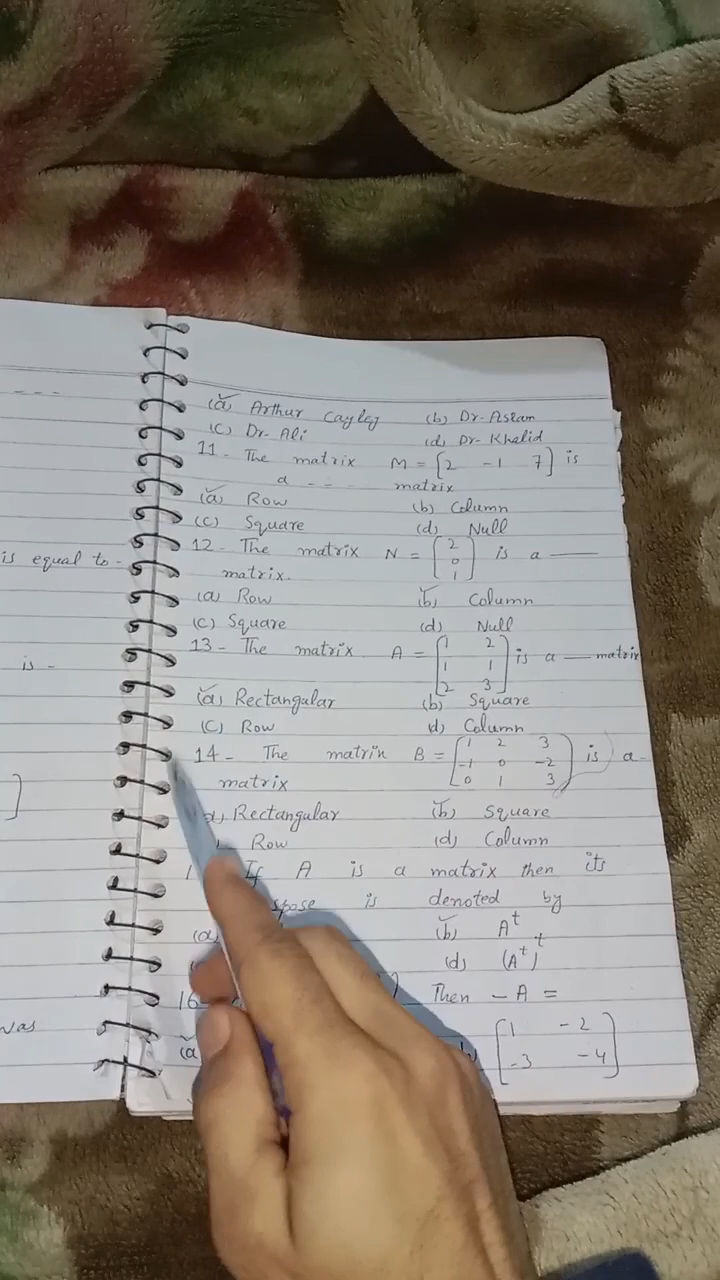 is equal to -
is -
was
(a) Arthur Cayley (b) Dr- Aslam
(c) Dr- Ali (d) Dr- Khalid
11 - The matrix M = [2 -1 7] is
a - - - matrix
(a) Row (b) Column
(c) Square (d) Null
12 - The matrix N = [2 0 1] is a ——
matrix.
(a) Row (b) Column
(c) Square (d) Null
13 - The matrix A = [1 2 1 1 2 3] is a —— matrix
(a) Rectangular (b) Square
(c) Row (d) Column
14 - The matrin B = [1 2 3 -1 0 -2 0 1 3] is a -
matrix
(a) Rectangular (b) Square
Row (d) Column
1 If A is a matrix then its
spose is denoted by
(a) (b) A^t
(d) (A^t)^t
16 - Then - A =
(a) [1 -2 -3 -4]